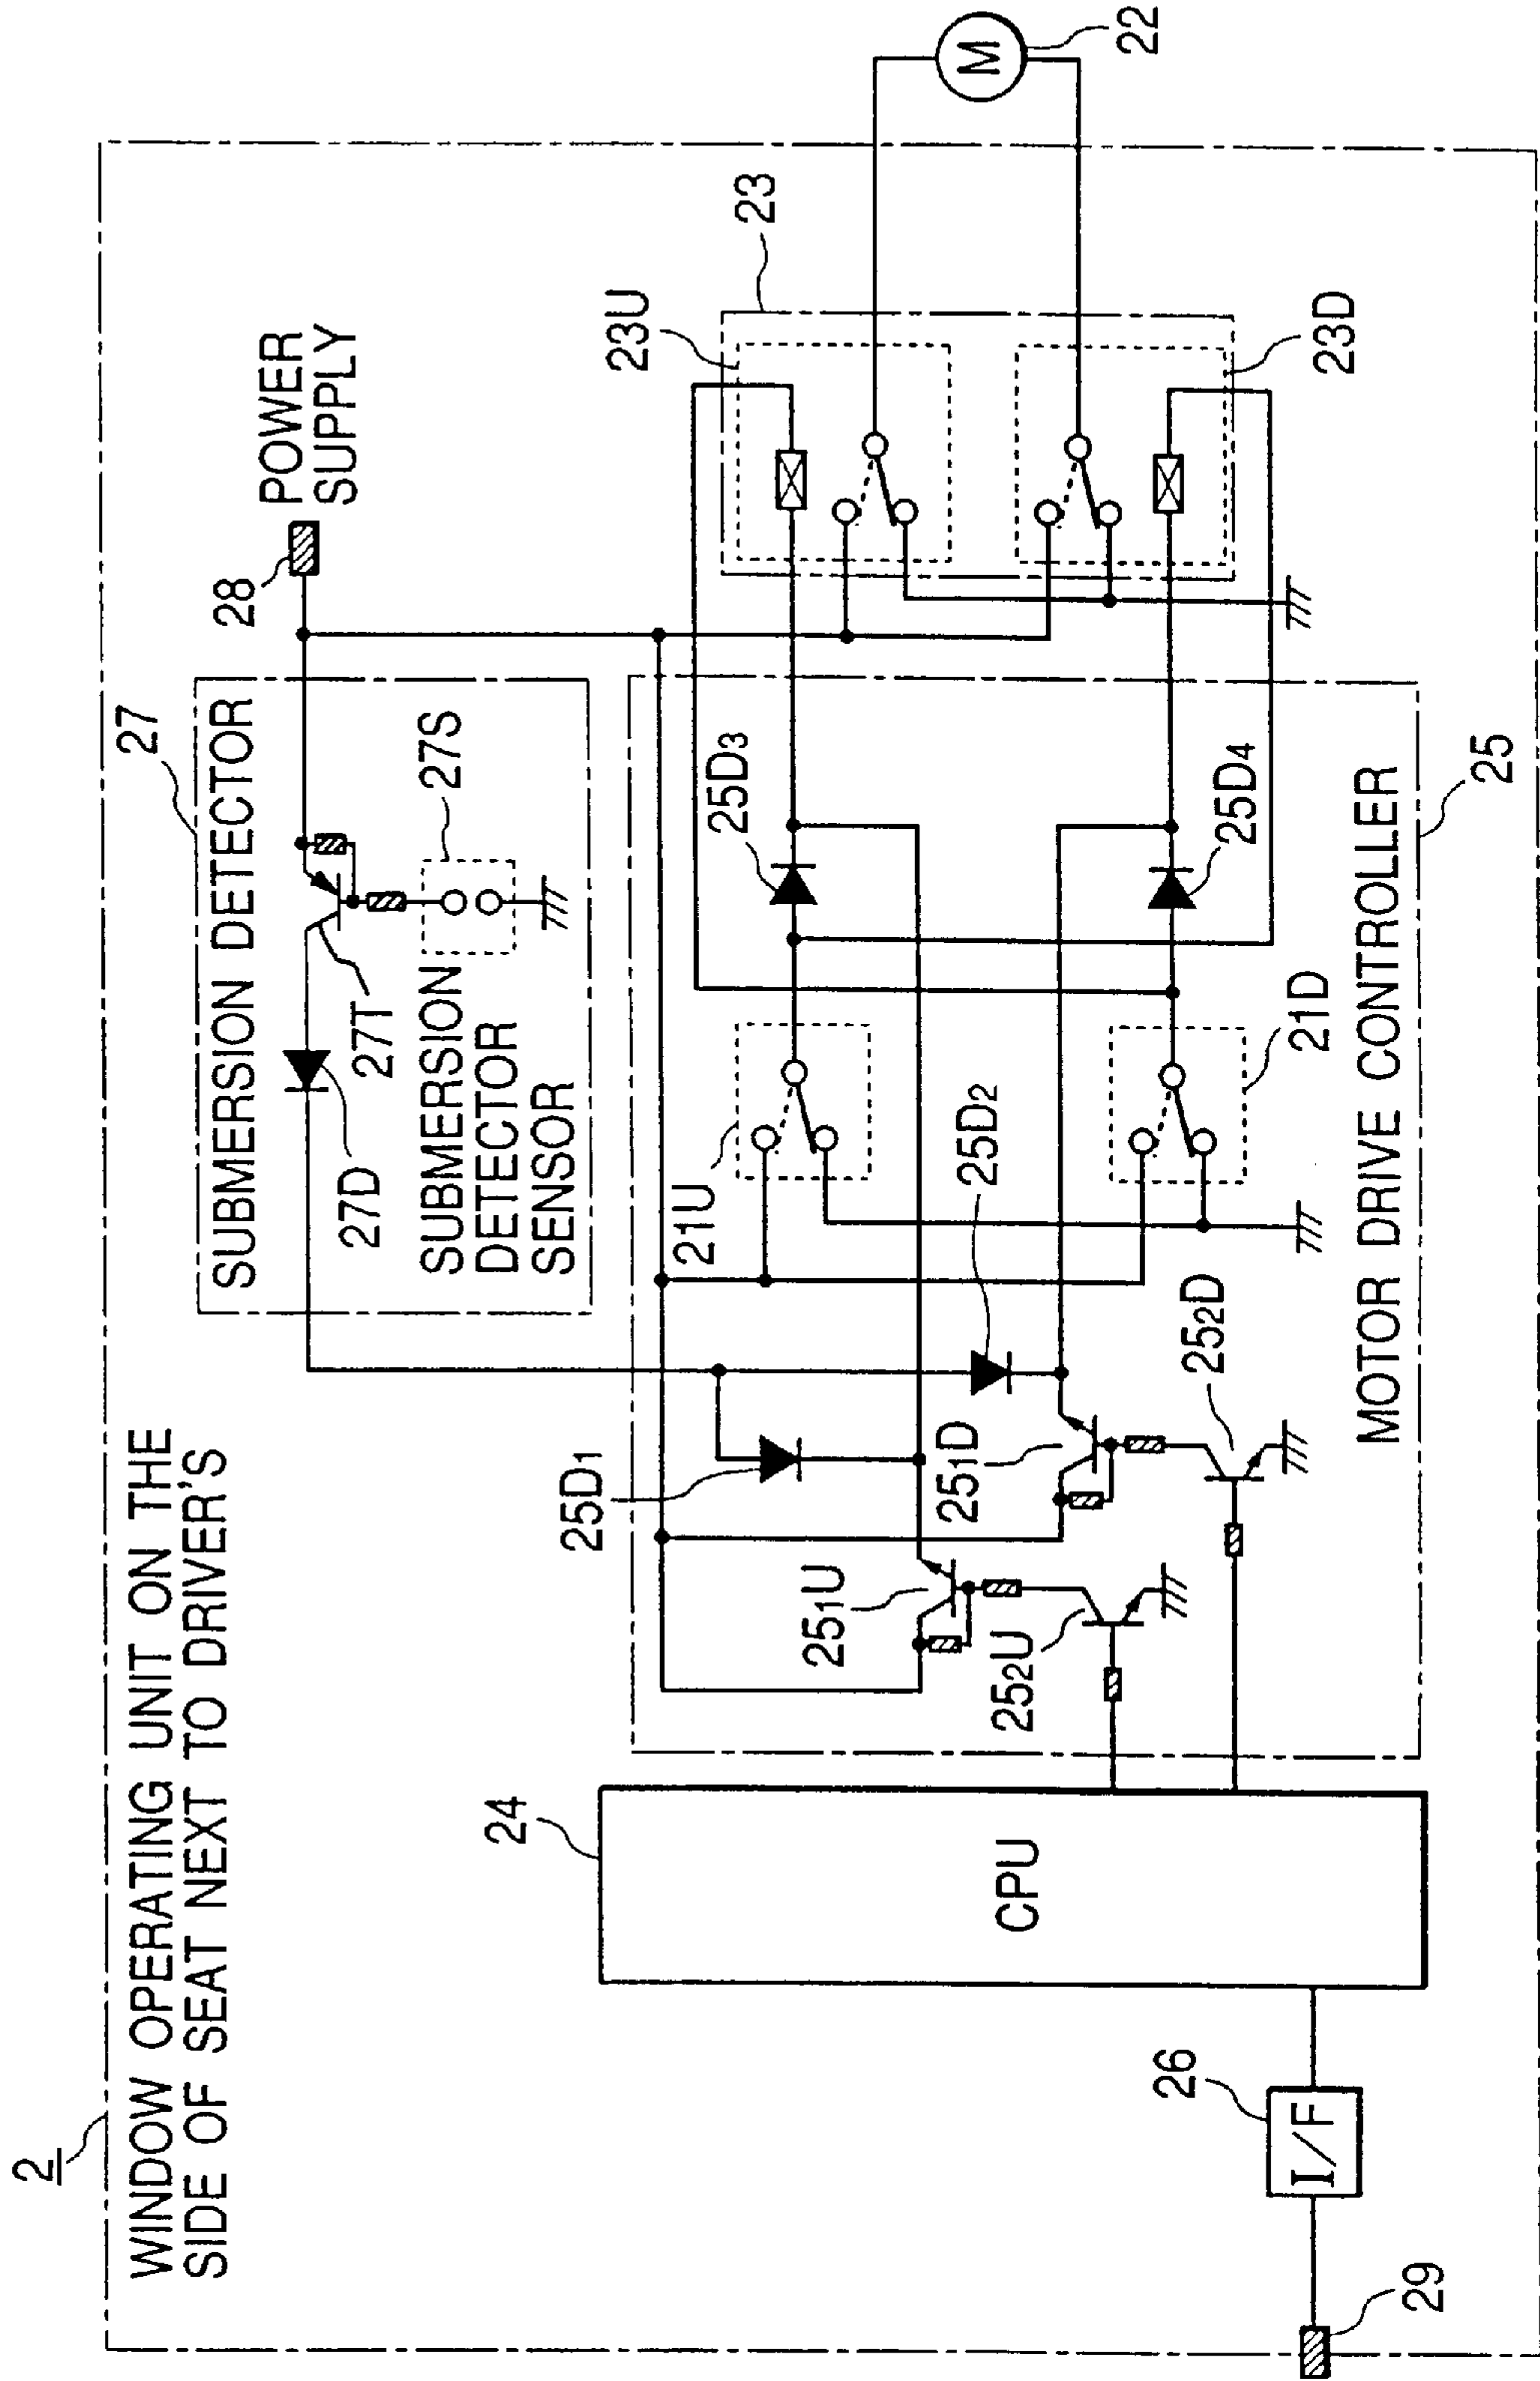 2
WINDOW OPERATING UNIT ON THE
SIDE OF SEAT NEXT TO DRIVER'S
27
SUBMERSION DETECTOR
27D
27T
SUBMERSION
DETECTOR
SENSOR
27S
28
POWER
SUPPLY
24
CPU
26
I/F
29
25D1
251U
252U
251D
252D
25D2
21U
21D
25D3
25D4
MOTOR DRIVE CONTROLLER
25
23U
23
23D
M
22